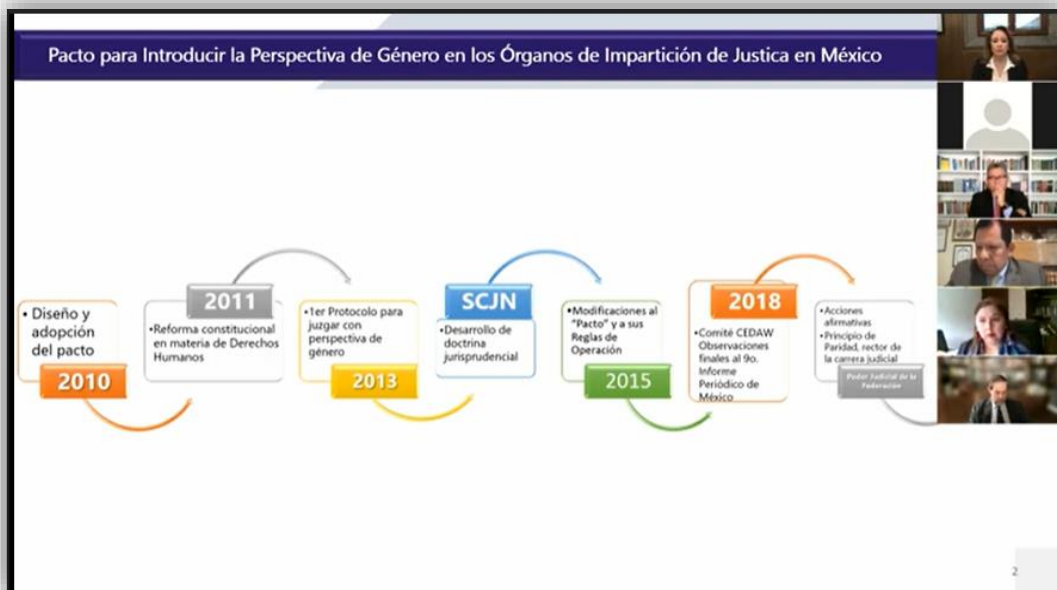 Pacto para Introducir la Perspectiva de Género en los Órganos de Impartición de Justica en México
• Diseño y
adopción
del pacto
2010
2011
•Reforma constitucional
en materia de Derechos
Humanos
•1er Protocolo para
juzgar con
perspectiva de
género
2013
SCJN
•Desarrollo de
doctrina
jurisprudencial
•Modificaciones al
"Pacto" y a sus
Reglas de
Operación
2015
2018
•Comité CEDAW
Observaciones
finales al 9o.
Informe
Periódico de
México
•Acciones
afirmativas
•Principio de
Paridad, rector de
la carrera judicial
Poder Judicial de la
Federación
2